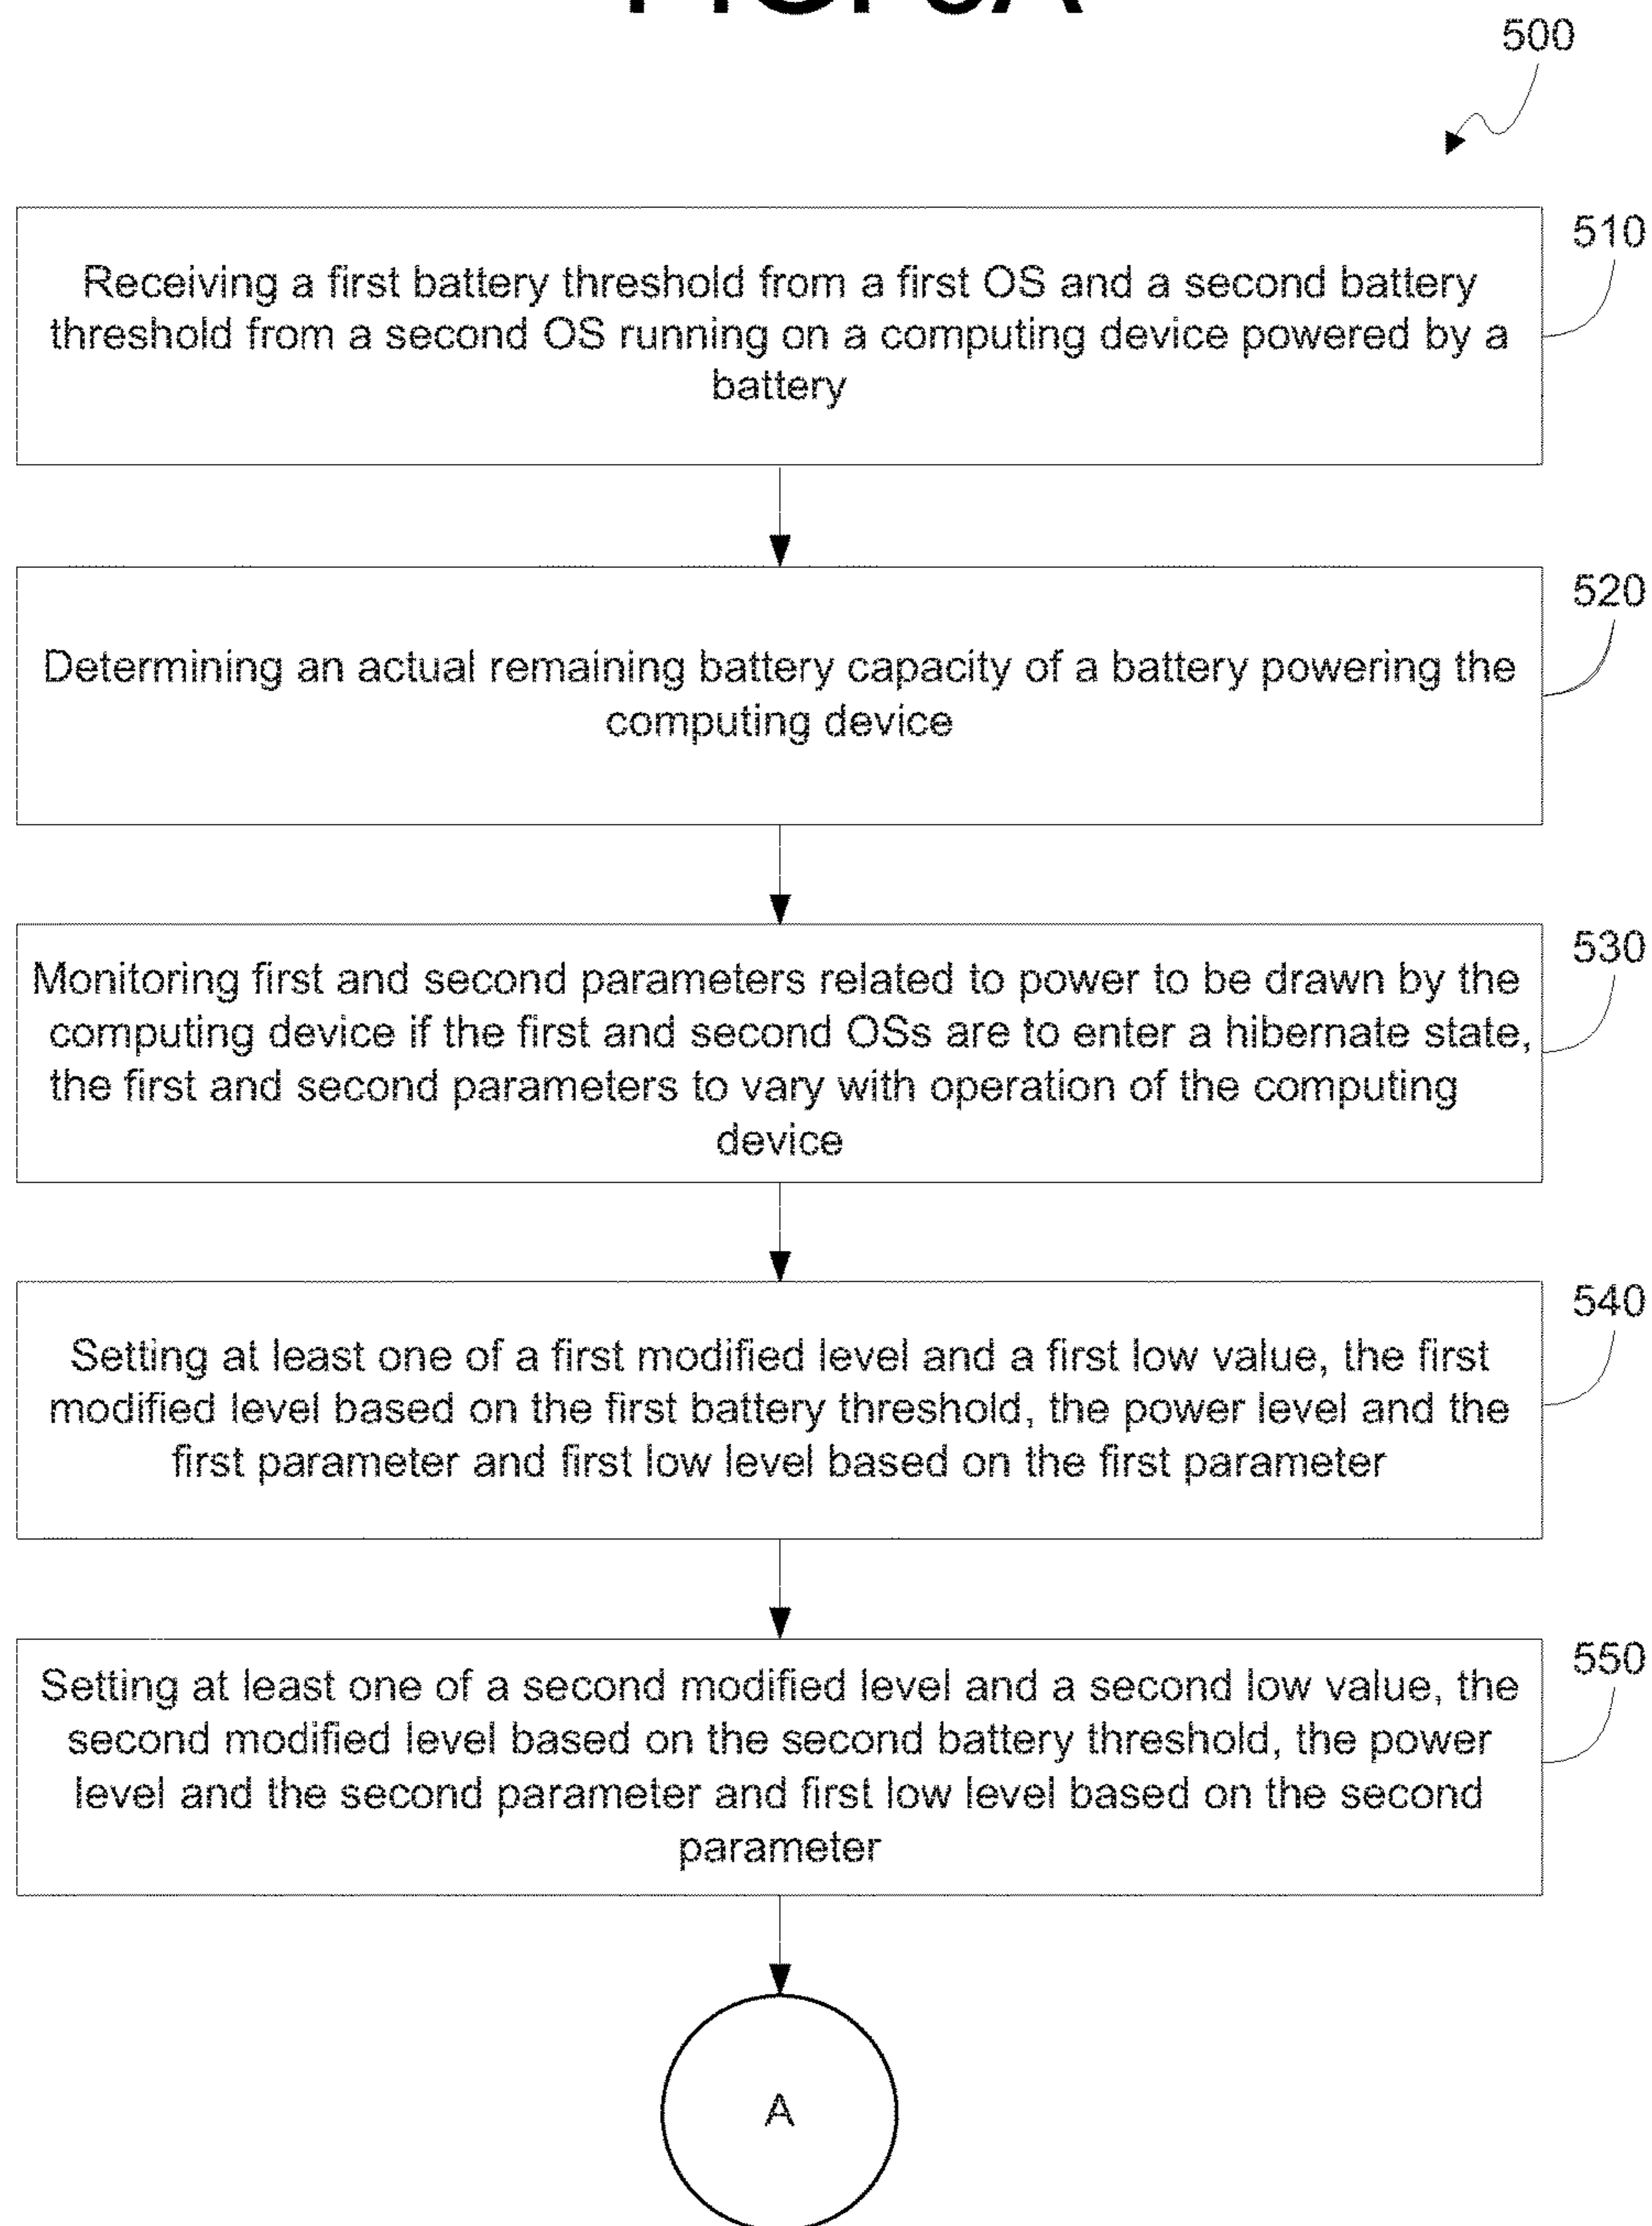 500
510
Receiving a first battery threshold from a first OS and a second battery
threshold from a second OS running on a computing device powered by a
battery
520
Determining an actual remaining battery capacity of a battery powering the
computing device
530
Monitoring first and second parameters related to power to be drawn by the
computing device if the first and second OSs are to enter a hibernate state,
the first and second parameters to vary with operation of the computing
device
540
Setting at least one of a first modified level and a first low value, the first
modified level based on the first battery threshold, the power level and the
first parameter and first low level based on the first parameter
550
Setting at least one of a second modified level and a second low value, the
second modified level based on the second battery threshold, the power
level and the second parameter and first low level based on the second
parameter
A